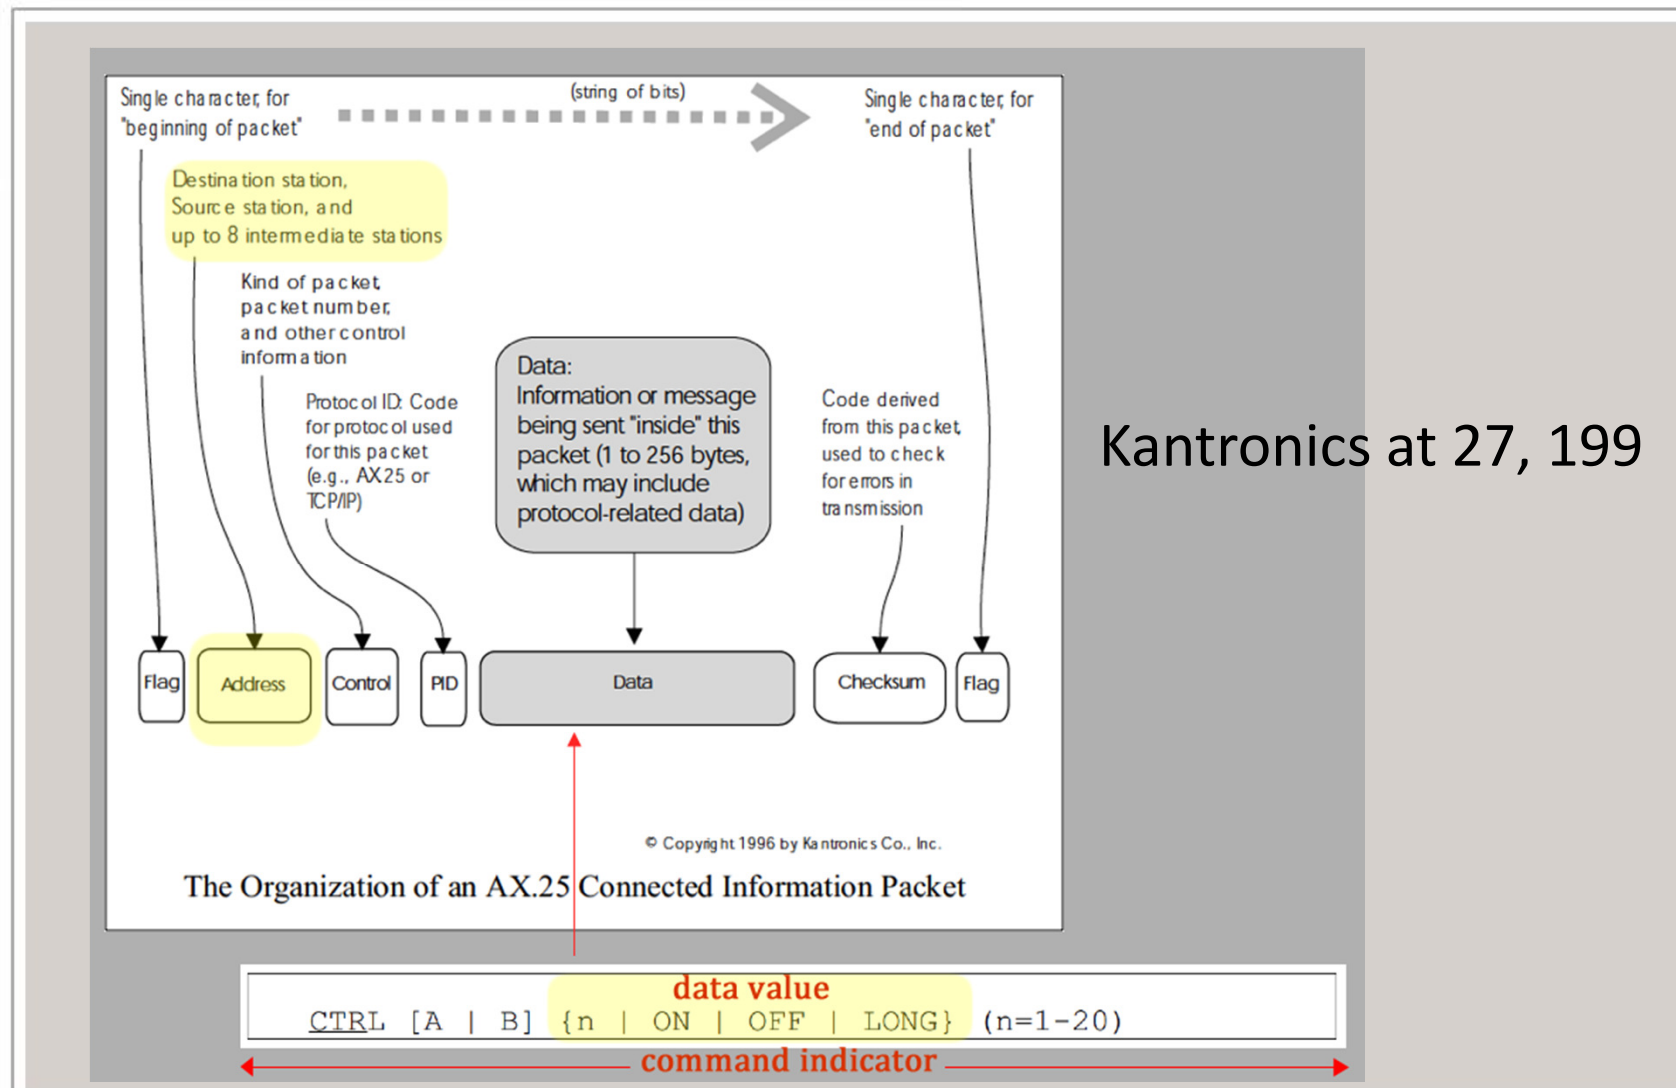 Single character, for
"beginning of packet"
(string of bits)
Single character, for
"end of packet"
Destination station,
Source station, and
up to 8 intermediate stations
Kind of packet,
packet number,
and other control
information
Protocol ID: Code
for protocol used
for this packet
(e.g., AX.25 or
TCP/IP)
Data:
Information or message
being sent "inside" this
packet (1 to 256 bytes,
which may include
protocol-related data)
Code derived
from this packet,
used to check
for errors in
transmission
Kantronics at 27, 199
Flag
Address
Control
PID
Data
Checksum
Flag
© Copyright 1996 by Kantronics Co., Inc.
The Organization of an AX.25 Connected Information Packet
data value
CTRL [A | B] {n | ON | OFF | LONG} (n=1-20)
command indicator